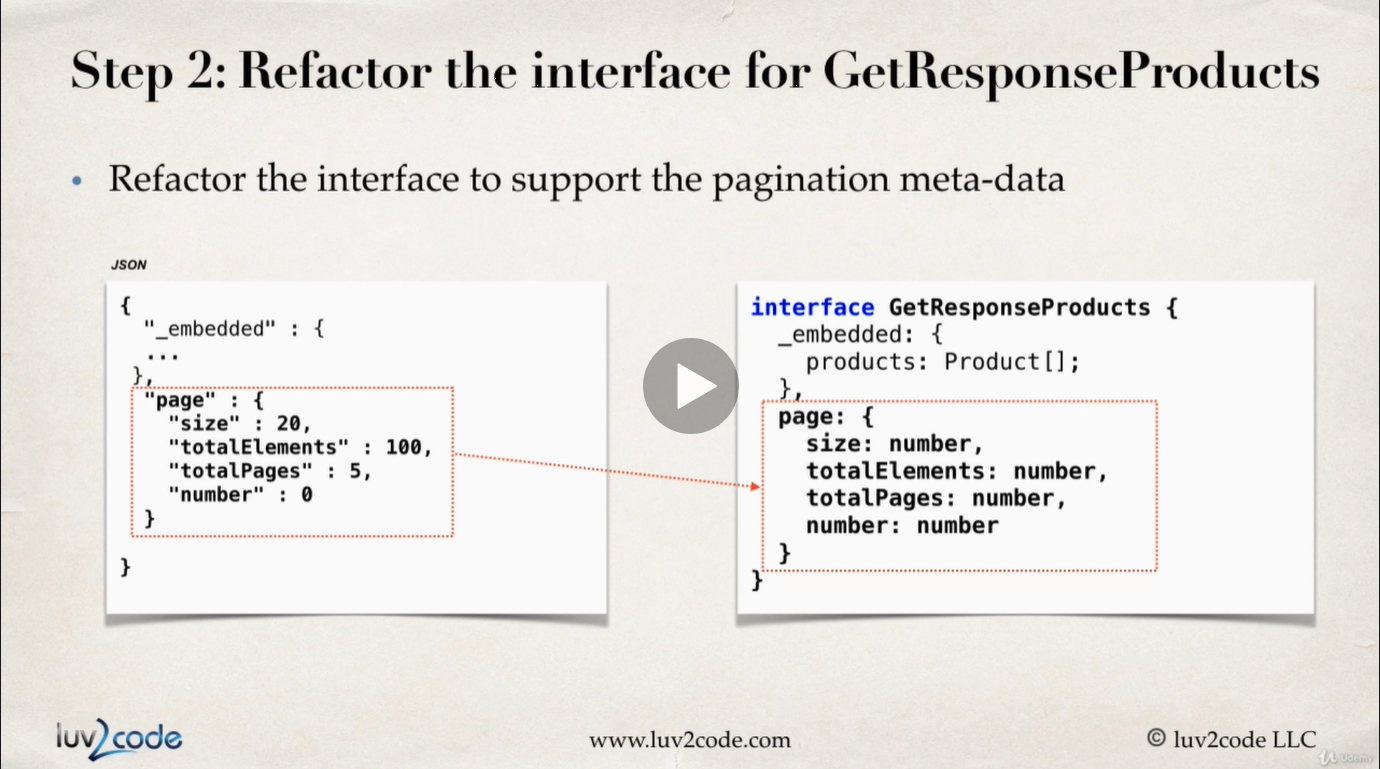 Step 2: Refactor the interface for GetResponseProducts
• Refactor the interface to support the pagination meta-data
JSON
{
"_embedded" : {
...
},
"page" : {
"size" : 20,
"totalElements" : 100,
"totalPages" : 5,
"number" : 0
}
}
interface GetResponseProducts {
_embedded: {
products: Product[];
},
page: {
size: number,
totalElements: number,
totalPages: number,
number: number
}
}
luv2code
www.luv2code.com
© luv2code LLC
Udemy